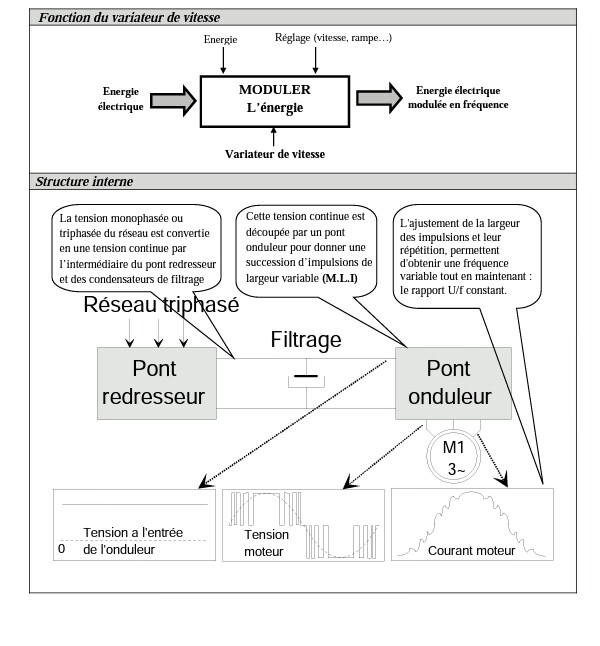 Fonction du variateur de vitesse
Energie
Réglage (vitesse, rampe…)
Energie
électrique
MODULER
L'énergie
Energie électrique
modulée en fréquence
Variateur de vitesse
Structure interne
La tension monophasée ou
triphasée du réseau est convertie
en une tension continue par
l’intermédiaire du pont redresseur
et des condensateurs de filtrage
Cette tension continue est
découpée par un pont
onduleur pour donner une
succession d’impulsions de
largeur variable (M.L.I)
L'ajustement de la largeur
des impulsions et leur
répétition, permettent
d'obtenir une fréquence
variable tout en maintenant :
le rapport U/f constant.
Réseau triphasé
Filtrage
Pont
redresseur
Pont
onduleur
M1
3~
Tension a l’entrée
0 de l’onduleur
Tension
moteur
Courant moteur